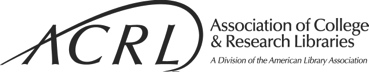 ACRL
Association of College
& Research Libraries
A Division of the American Library Association